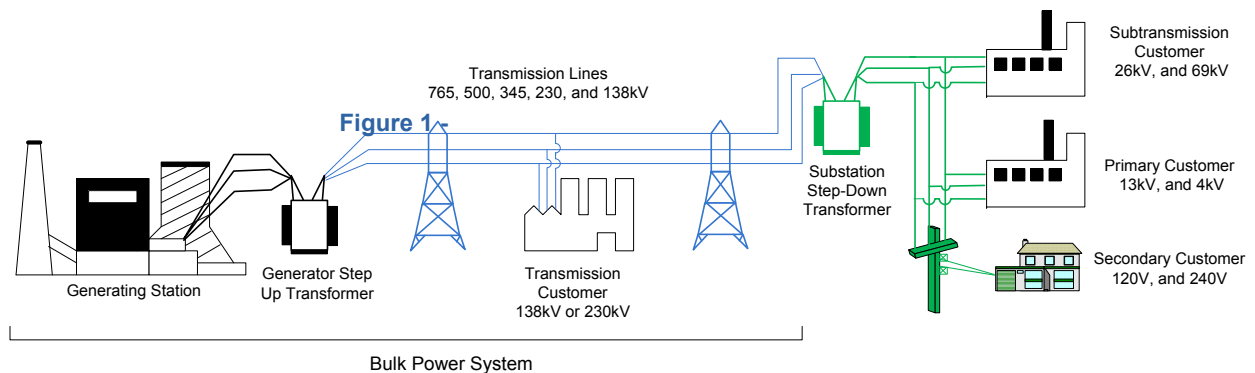 Subtransmission
Customer
26kV, and 69kV
Transmission Lines
765, 500, 345, 230, and 138kV
Figure 1 -
Substation
Step-Down
Transformer
Primary Customer
13kV, and 4kV
Generating Station
Generator Step
Up Transformer
Transmission
Customer
138kV or 230kV
Secondary Customer
120V, and 240V
Bulk Power System